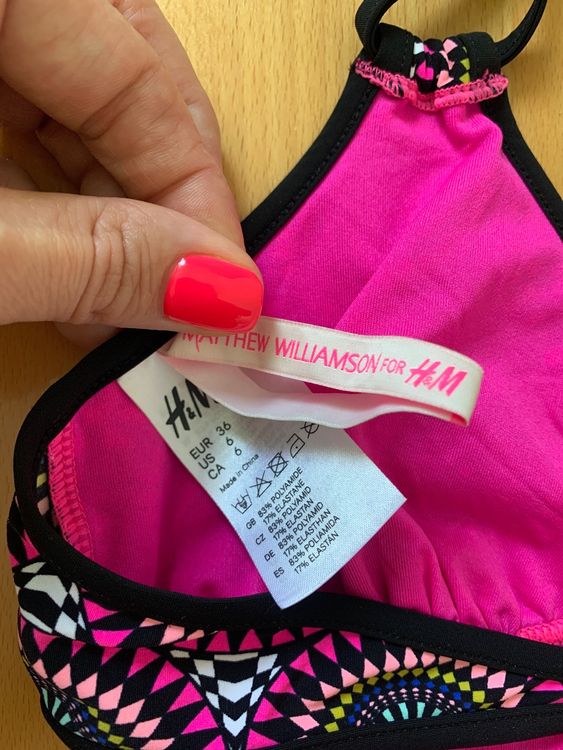 MATTHEW WILLIAMSON FOR H&M
H&M
EUR 36
US 6
CA 6
Made in China
GB 83% POLYAMIDE
17% ELASTANE
CZ 83% POLYAMID
17% ELASTAN
DE 83% POLYAMID
17% ELASTHAN
ES 83% POLIAMIDA
17% ELASTÁN